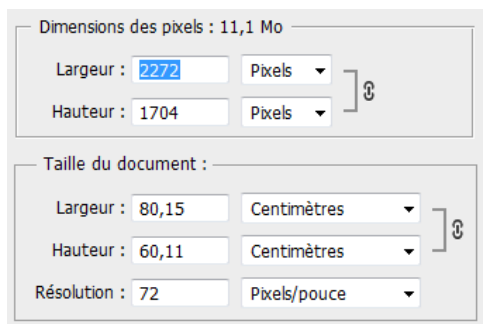 Dimensions des pixels : 11,1 Mo
Largeur : 2272 Pixels
Hauteur : 1704 Pixels
Taille du document :
Largeur : 80,15 Centimètres
Hauteur : 60,11 Centimètres
Résolution : 72 Pixels/pouce